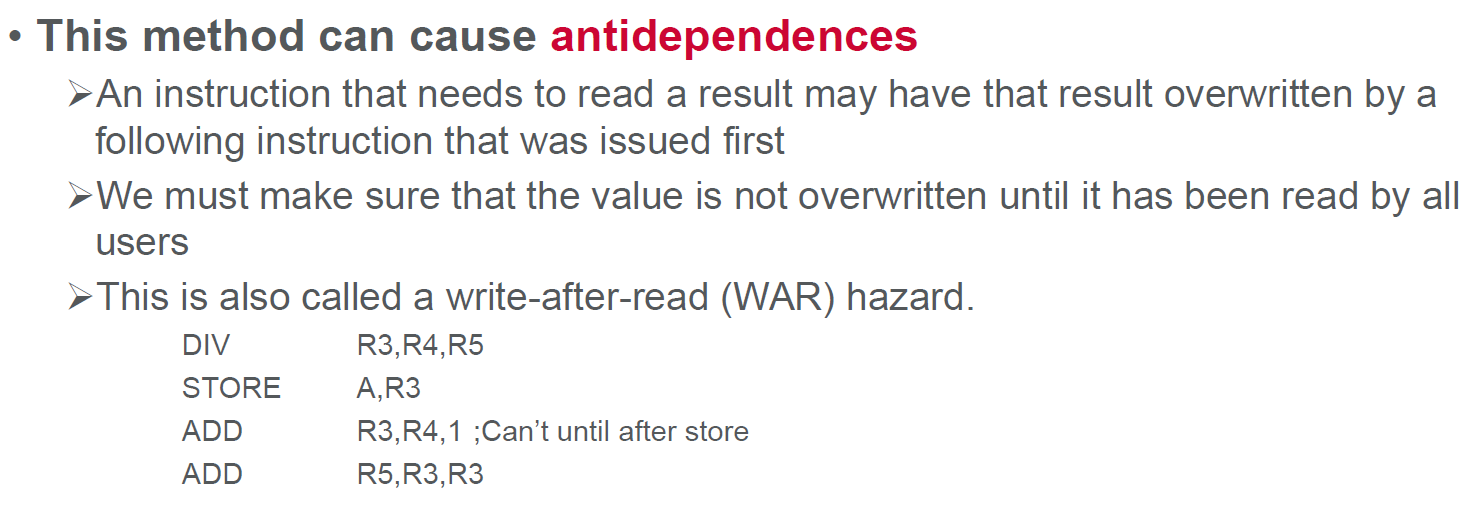 • This method can cause antidependences
➢An instruction that needs to read a result may have that result overwritten by a
following instruction that was issued first
➢We must make sure that the value is not overwritten until it has been read by all
users
➢This is also called a write-after-read (WAR) hazard.
DIV R3,R4,R5
STORE A,R3
ADD R3,R4,1 ;Can’t until after store
ADD R5,R3,R3